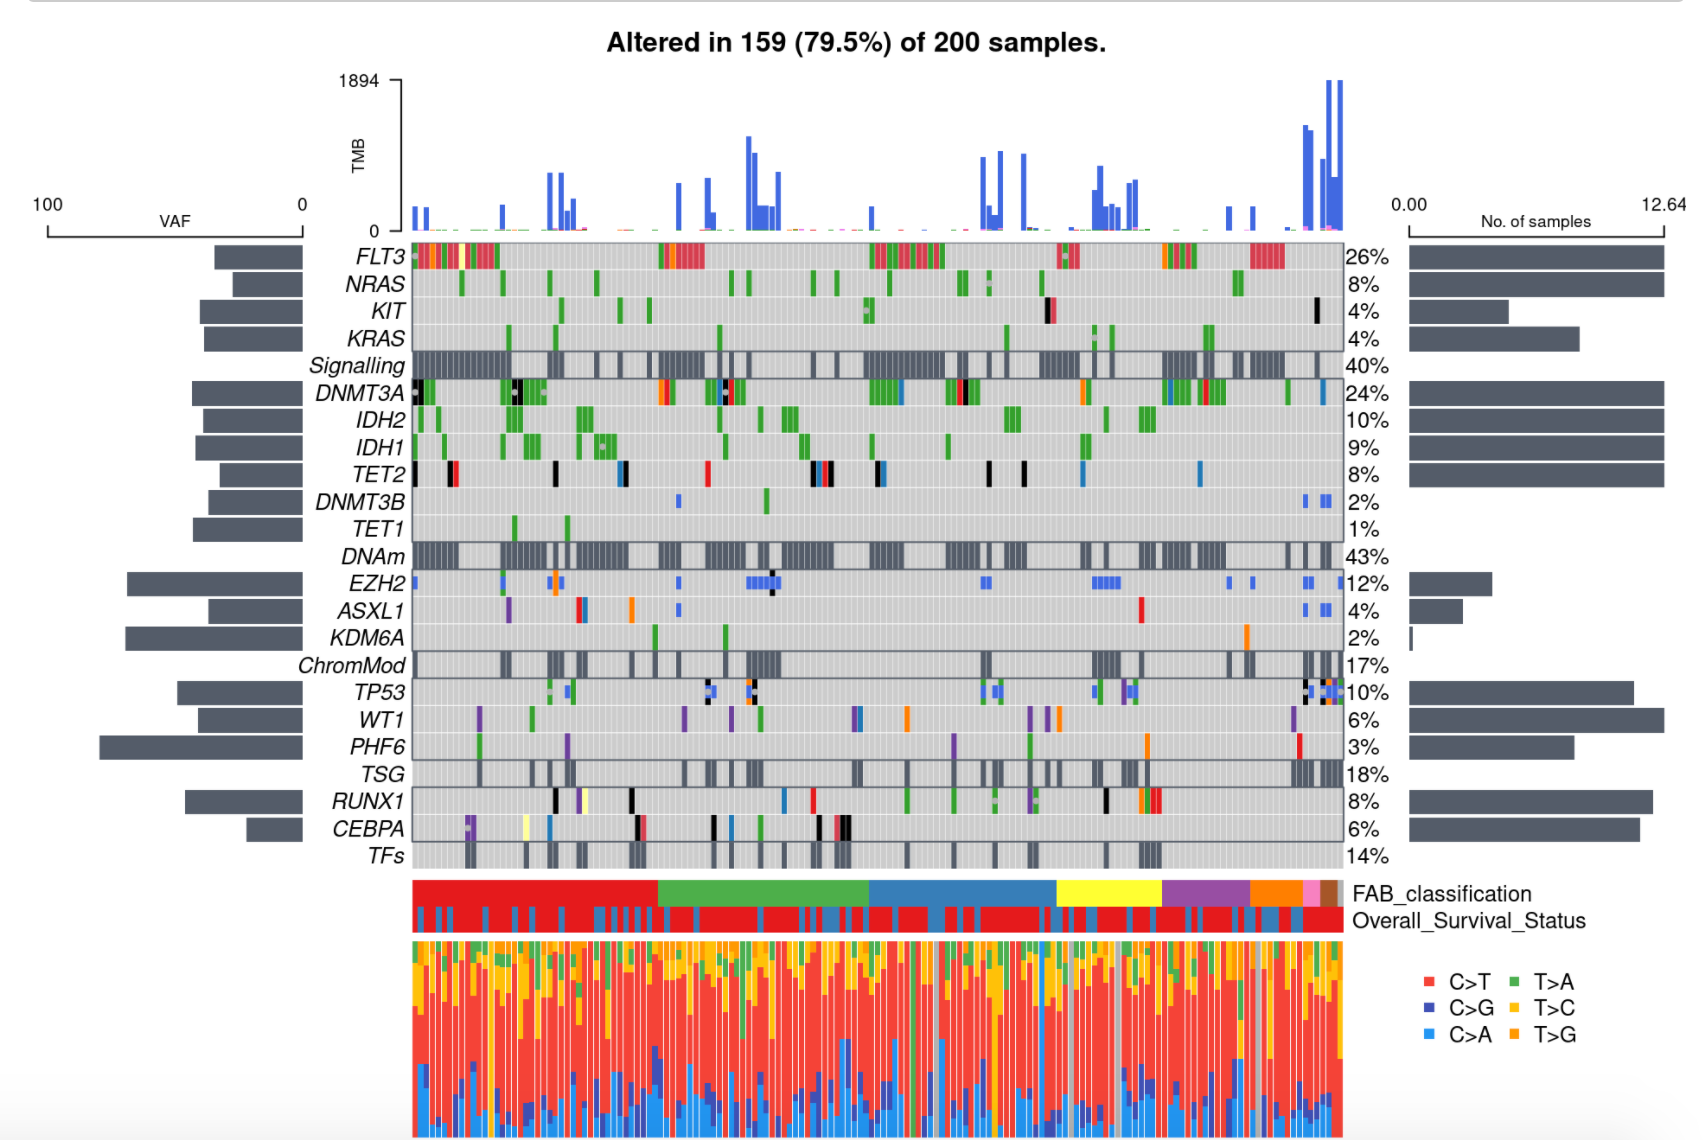 Altered in 159 (79.5%) of 200 samples.
1894
TMB
0
100
0
VAF
0.00
12.64
No. of samples
FLT3 26%
NRAS 8%
KIT 4%
KRAS 4%
Signalling 40%
DNMT3A 24%
IDH2 10%
IDH1 9%
TET2 8%
DNMT3B 2%
TET1 1%
DNAm 43%
EZH2 12%
ASXL1 4%
KDM6A 2%
ChromMod 17%
TP53 10%
WT1 6%
PHF6 3%
TSG 18%
RUNX1 8%
CEBPA 6%
TFs 14%
FAB_classification
Overall_Survival_Status
C>T T>A
C>G T>C
C>A T>G